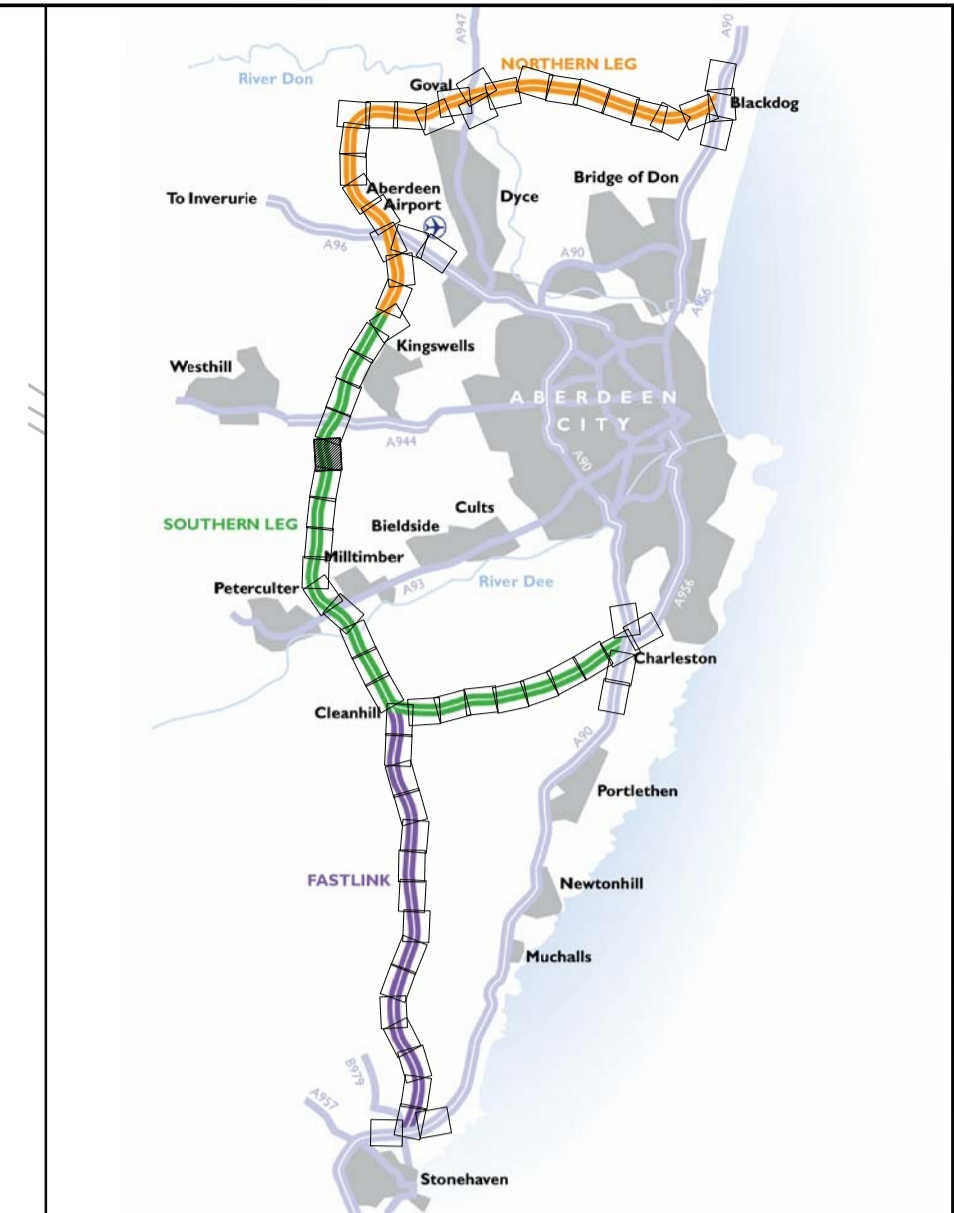 A947
A90
NORTHERN LEG
River Don
Goval
Blackdog
Aberdeen
Airport
Bridge of Don
To Inverurie
Dyce
A96
A90
A956
Kingswells
Westhill
ABERDEEN
CITY
A944
A90
Cults
SOUTHERN LEG
Bieldside
Milltimber
Peterculter
A93
River Dee
A956
Charleston
Cleanhill
A90
Portlethen
FASTLINK
Newtonhill
Muchalls
B979
A957
Stonehaven